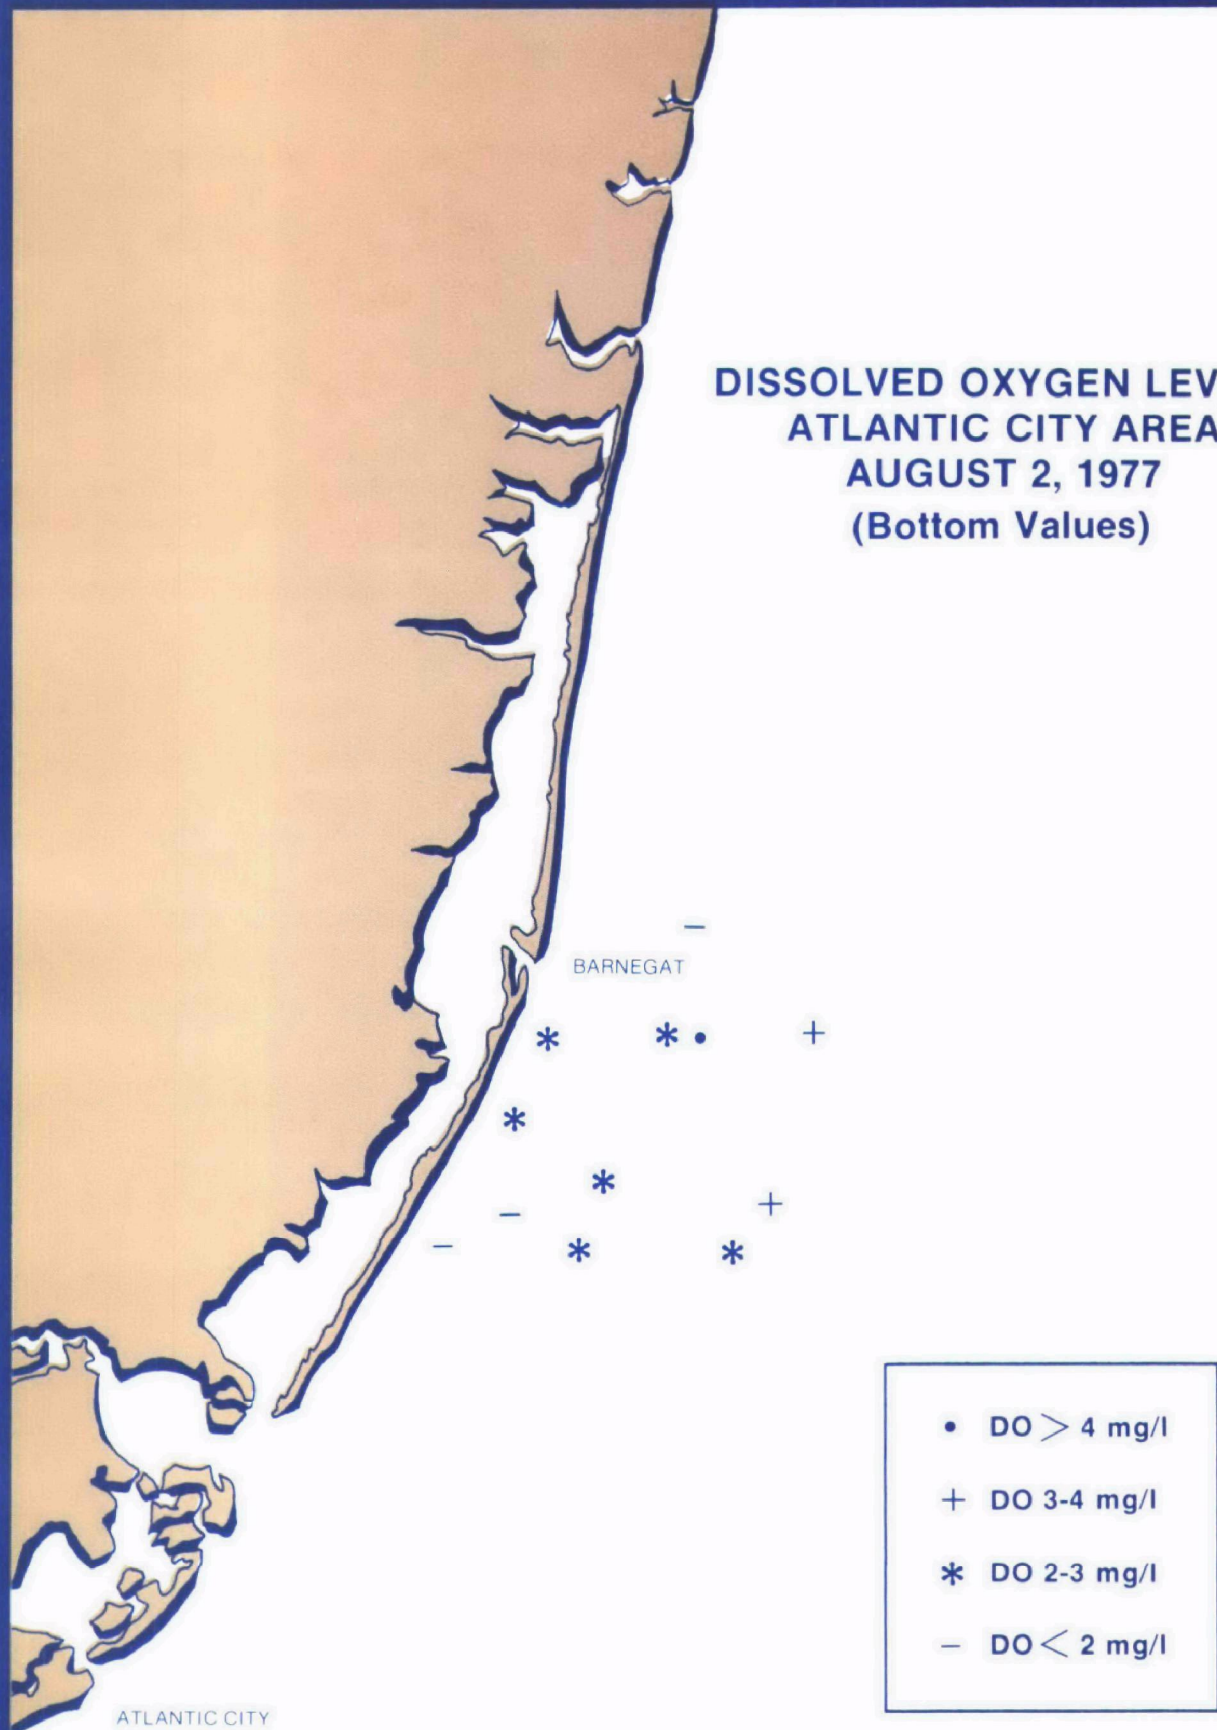 DISSOLVED OXYGEN LEV
ATLANTIC CITY AREA
AUGUST 2, 1977
(Bottom Values)
BARNEGAT
• DO > 4 mg/l
+ DO 3-4 mg/l
* DO 2-3 mg/l
– DO < 2 mg/l
ATLANTIC CITY